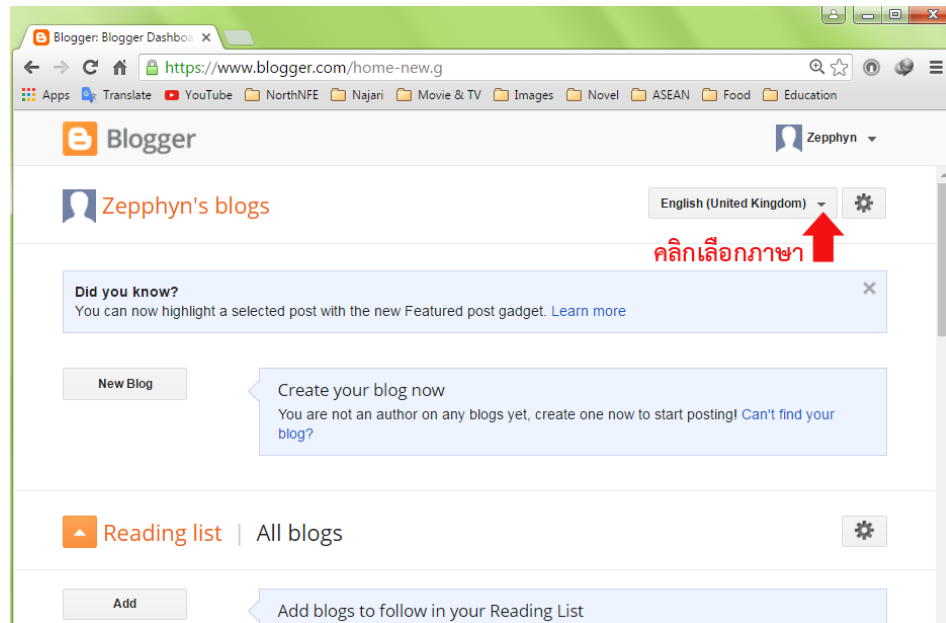 Blogger: Blogger Dashboa
https://www.blogger.com/home-new.g
Apps Translate YouTube NorthNFE Najari Movie & TV Images Novel ASEAN Food Education
Blogger
Zepphyn
Zepphyn's blogs
English (United Kingdom)
คลิกเลือกภาษา
Did you know?
You can now highlight a selected post with the new Featured post gadget. Learn more
New Blog
Create your blog now
You are not an author on any blogs yet, create one now to start posting! Can't find your
blog?
Reading list | All blogs
Add
Add blogs to follow in your Reading List